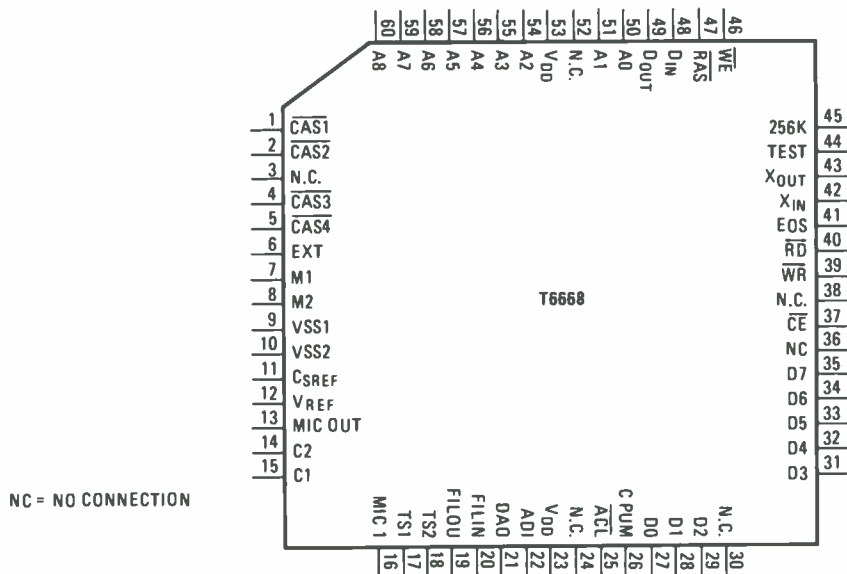 60 59 58 57 56 55 54 53 52 51 50 49 48 47 46
A8 A7 A6 A5 A4 A3 A2 VDD N.C. A1 A0 DOUT DIN RAS WE
1 CAS1
2 CAS2
3 N.C.
4 CAS3
5 CAS4
6 EXT
7 M1
8 M2
9 VSS1
10 VSS2
11 CSREF
12 VREF
13 MIC OUT
14 C2
15 C1
T6668
256K 45
TEST 44
XOUT 43
XIN 42
EOS 41
RD 40
WR 39
N.C. 38
CE 37
NC 36
D7 35
D6 34
D5 33
D4 32
D3 31
MIC 1 TS1 TS2 FILOU FILIN DAO ADI VDD N.C. ACL CPUM D0 D1 D2 N.C.
16 17 18 19 20 21 22 23 24 25 26 27 28 29 30
NC = NO CONNECTION